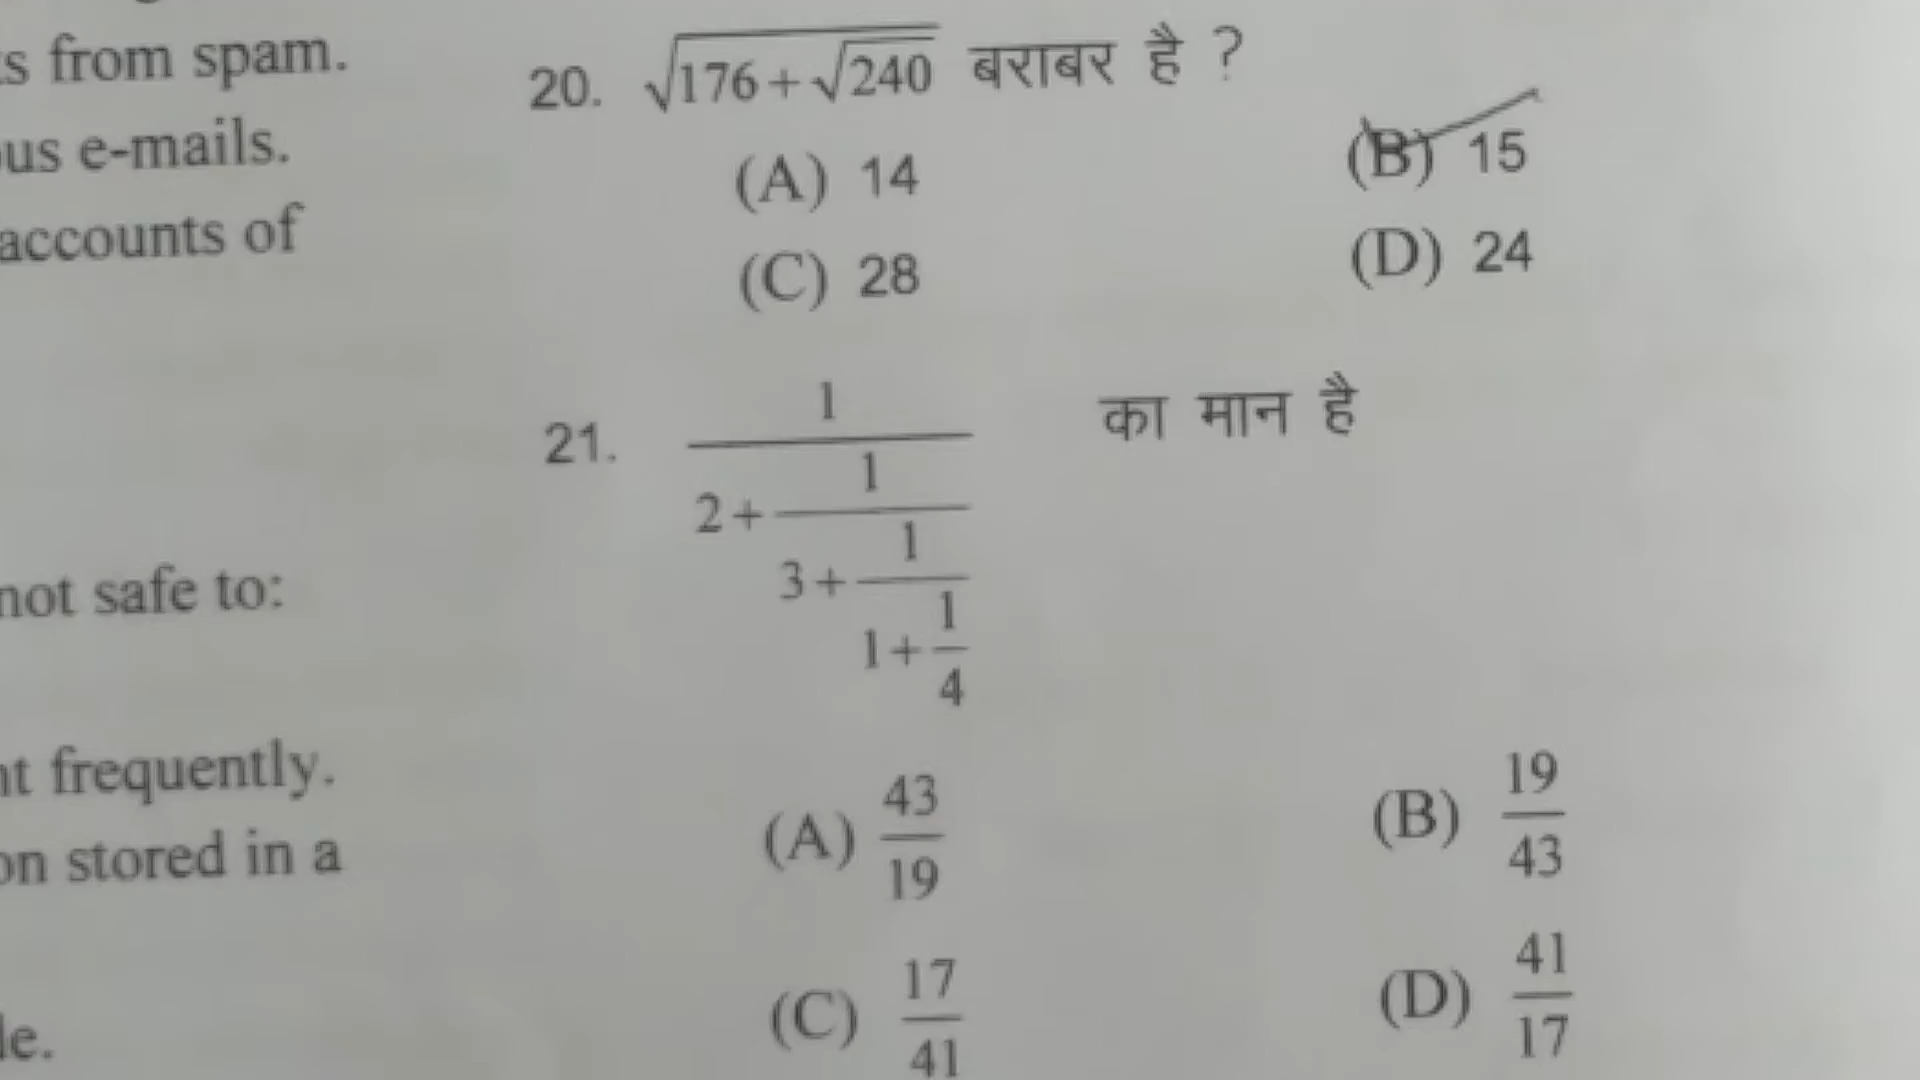 s from spam.
us e-mails.
accounts of
not safe to:
frequently.
on stored in a
20. √176+√240 बराबर है ?
(A) 14 (B) 15
(C) 28 (D) 24
21. 1/(2+1/(3+1/(1+1/4))) का मान है
(A) 43/19 (B) 19/43
(C) 17/41 (D) 41/17